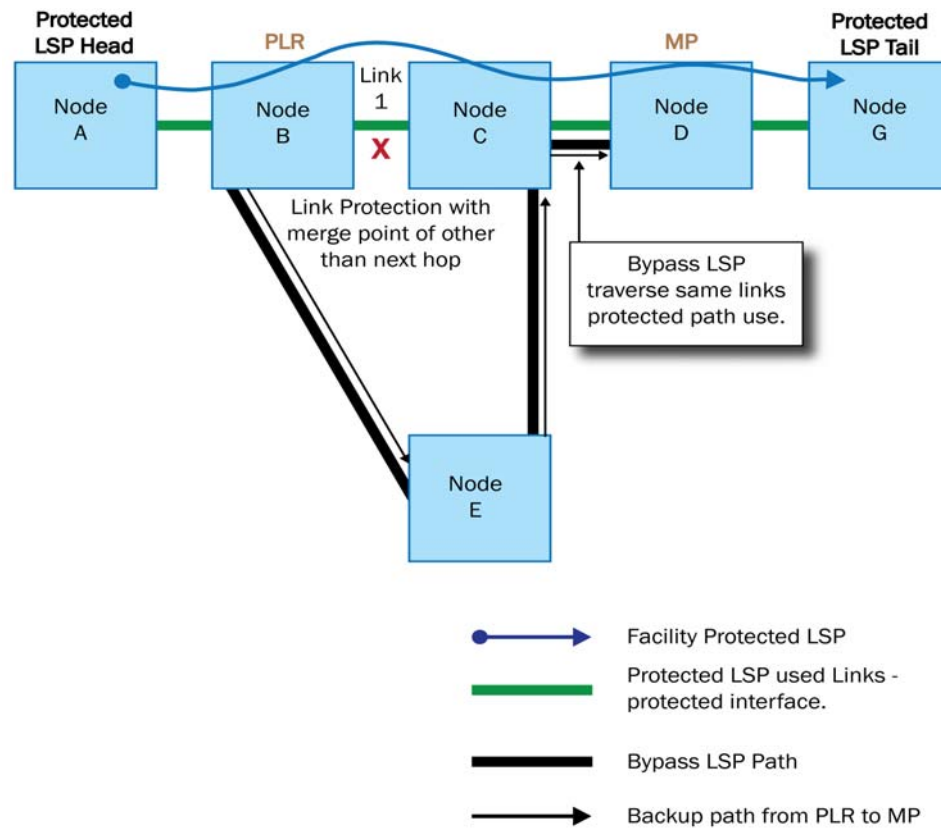 Protected
LSP Head
PLR
MP
Protected
LSP Tail
Node
A
Node
B
Link
1
X
Node
C
Node
D
Node
G
Link Protection with
merge point of other
than next hop
Bypass LSP
traverse same links
protected path use.
Node
E
Facility Protected LSP
Protected LSP used Links -
protected interface.
Bypass LSP Path
Backup path from PLR to MP